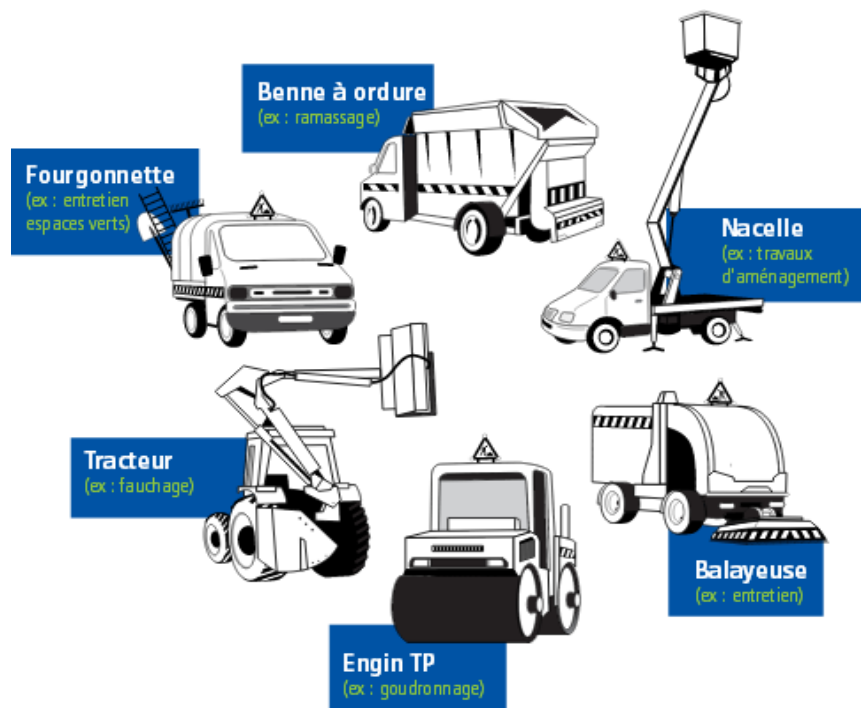 Benne à ordure
(ex : ramassage)
Fourgonnette
(ex : entretien
espaces verts)
Nacelle
(ex : travaux
d'aménagement)
Tracteur
(ex : fauchage)
Balayeuse
(ex : entretien)
Engin TP
(ex : goudronnage)